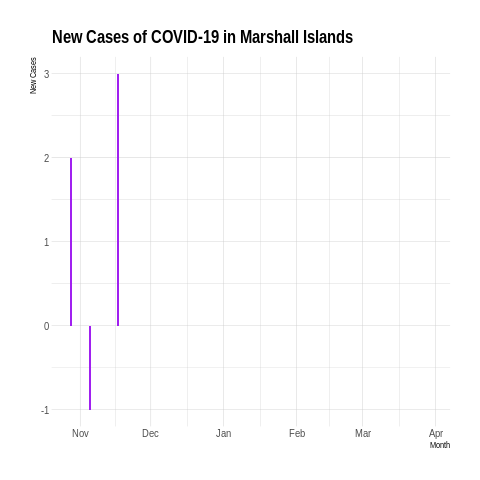 New Cases of COVID-19 in Marshall Islands
New Cases
3
2
1
0
-1
Nov Dec Jan Feb Mar Apr
Month